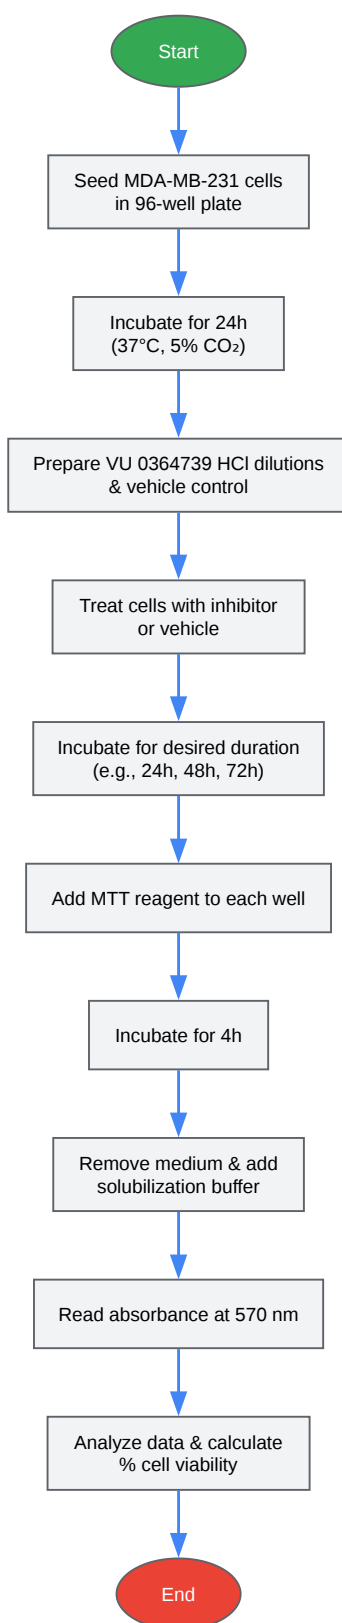 Start
Seed MDA-MB-231 cells
in 96-well plate
Incubate for 24h
(37°C, 5% CO₂)
Prepare VU 0364739 HCl dilutions
& vehicle control
Treat cells with inhibitor
or vehicle
Incubate for desired duration
(e.g., 24h, 48h, 72h)
Add MTT reagent to each well
Incubate for 4h
Remove medium & add
solubilization buffer
Read absorbance at 570 nm
Analyze data & calculate
% cell viability
End